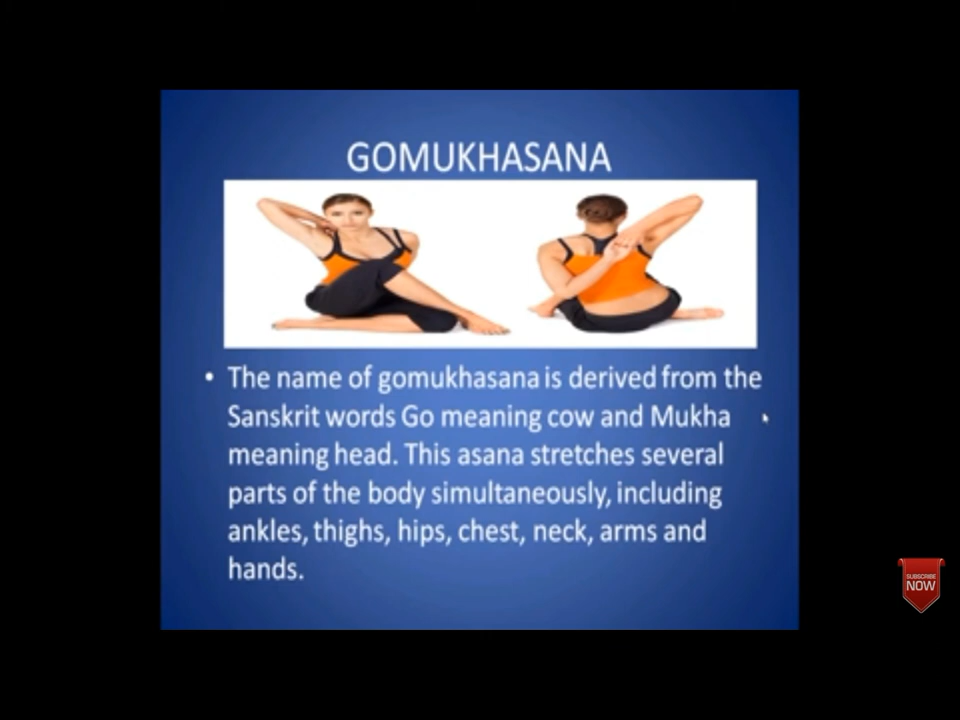 GOMUKHASANA
• The name of gomukhasana is derived from the
Sanskrit words Go meaning cow and Mukha
meaning head. This asana stretches several
parts of the body simultaneously, including
ankles, thighs, hips, chest, neck, arms and
hands.
SUBSCRIBE
NOW